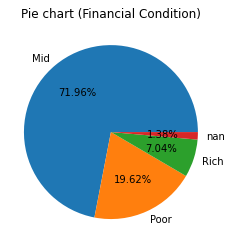 Pie chart (Financial Condition)
Mid
71.96%
1.38%
nan
7.04%
Rich
19.62%
Poor